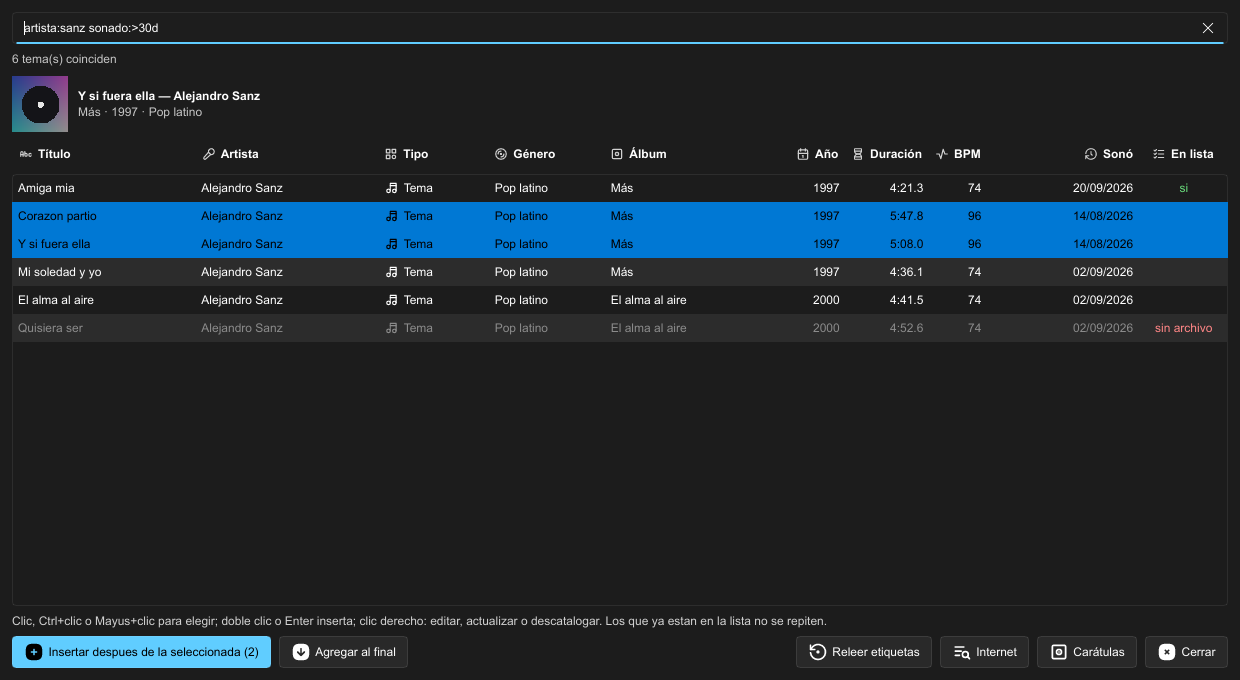 artista:sanz sonado:>30d
6 tema(s) coinciden
Y si fuera ella — Alejandro Sanz
Más · 1997 · Pop latino
Abc Título Artista Tipo Género Álbum Año Duración BPM Sonó En lista
Amiga mia Alejandro Sanz Tema Pop latino Más 1997 4:21.3 74 20/09/2026 si
Corazon partio Alejandro Sanz Tema Pop latino Más 1997 5:47.8 96 14/08/2026
Y si fuera ella Alejandro Sanz Tema Pop latino Más 1997 5:08.0 96 14/08/2026
Mi soledad y yo Alejandro Sanz Tema Pop latino Más 1997 4:36.1 74 02/09/2026
El alma al aire Alejandro Sanz Tema Pop latino El alma al aire 2000 4:41.5 74 02/09/2026
Quisiera ser Alejandro Sanz Tema Pop latino El alma al aire 2000 4:52.6 74 02/09/2026 sin archivo
Clic, Ctrl+clic o Mayus+clic para elegir; doble clic o Enter inserta; clic derecho: editar, actualizar o descatalogar. Los que ya estan en la lista no se repiten.
Insertar despues de la seleccionada (2) Agregar al final Releer etiquetas Internet Carátulas Cerrar